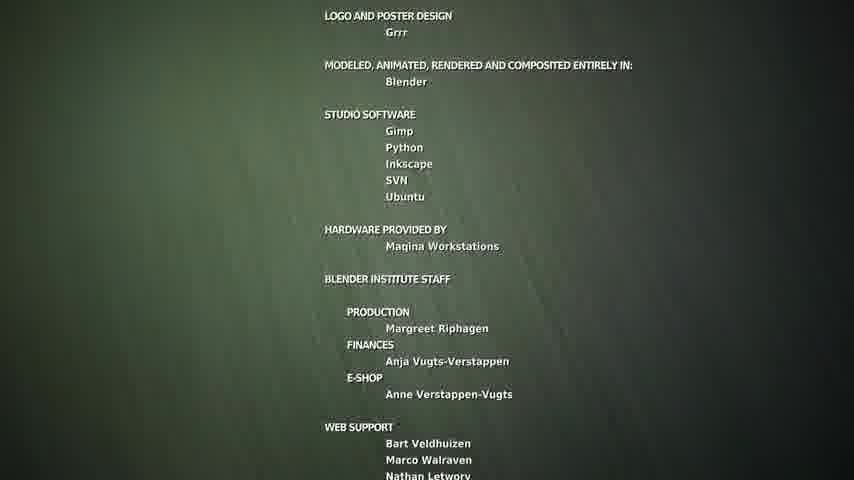 LOGO AND POSTER DESIGN
Grrr
MODELED, ANIMATED, RENDERED AND COMPOSITED ENTIRELY IN:
Blender
STUDIO SOFTWARE
Gimp
Python
Inkscape
SVN
Ubuntu
HARDWARE PROVIDED BY
Maqina Workstations
BLENDER INSTITUTE STAFF
PRODUCTION
Margreet Riphagen
FINANCES
Anja Vugts-Verstappen
E-SHOP
Anne Verstappen-Vugts
WEB SUPPORT
Bart Veldhuizen
Marco Walraven
Nathan Letwory